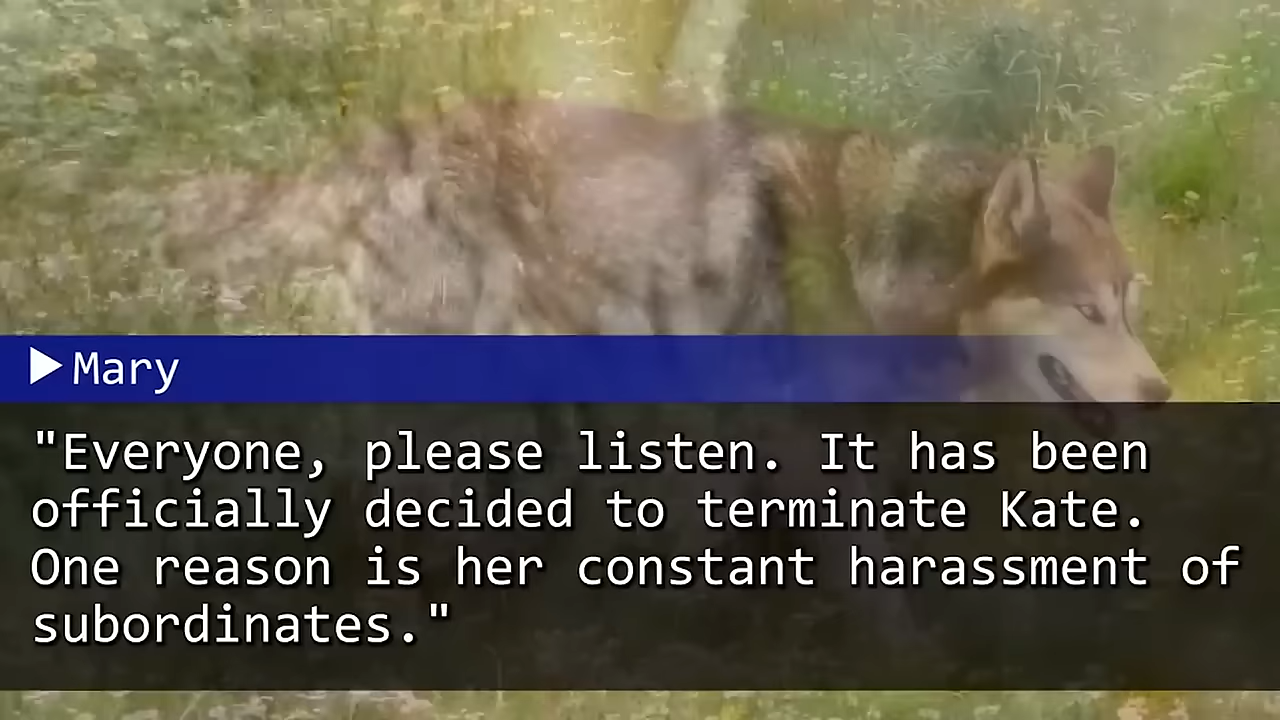 Mary
"Everyone, please listen. It has been
officially decided to terminate Kate.
One reason is her constant harassment of
subordinates."